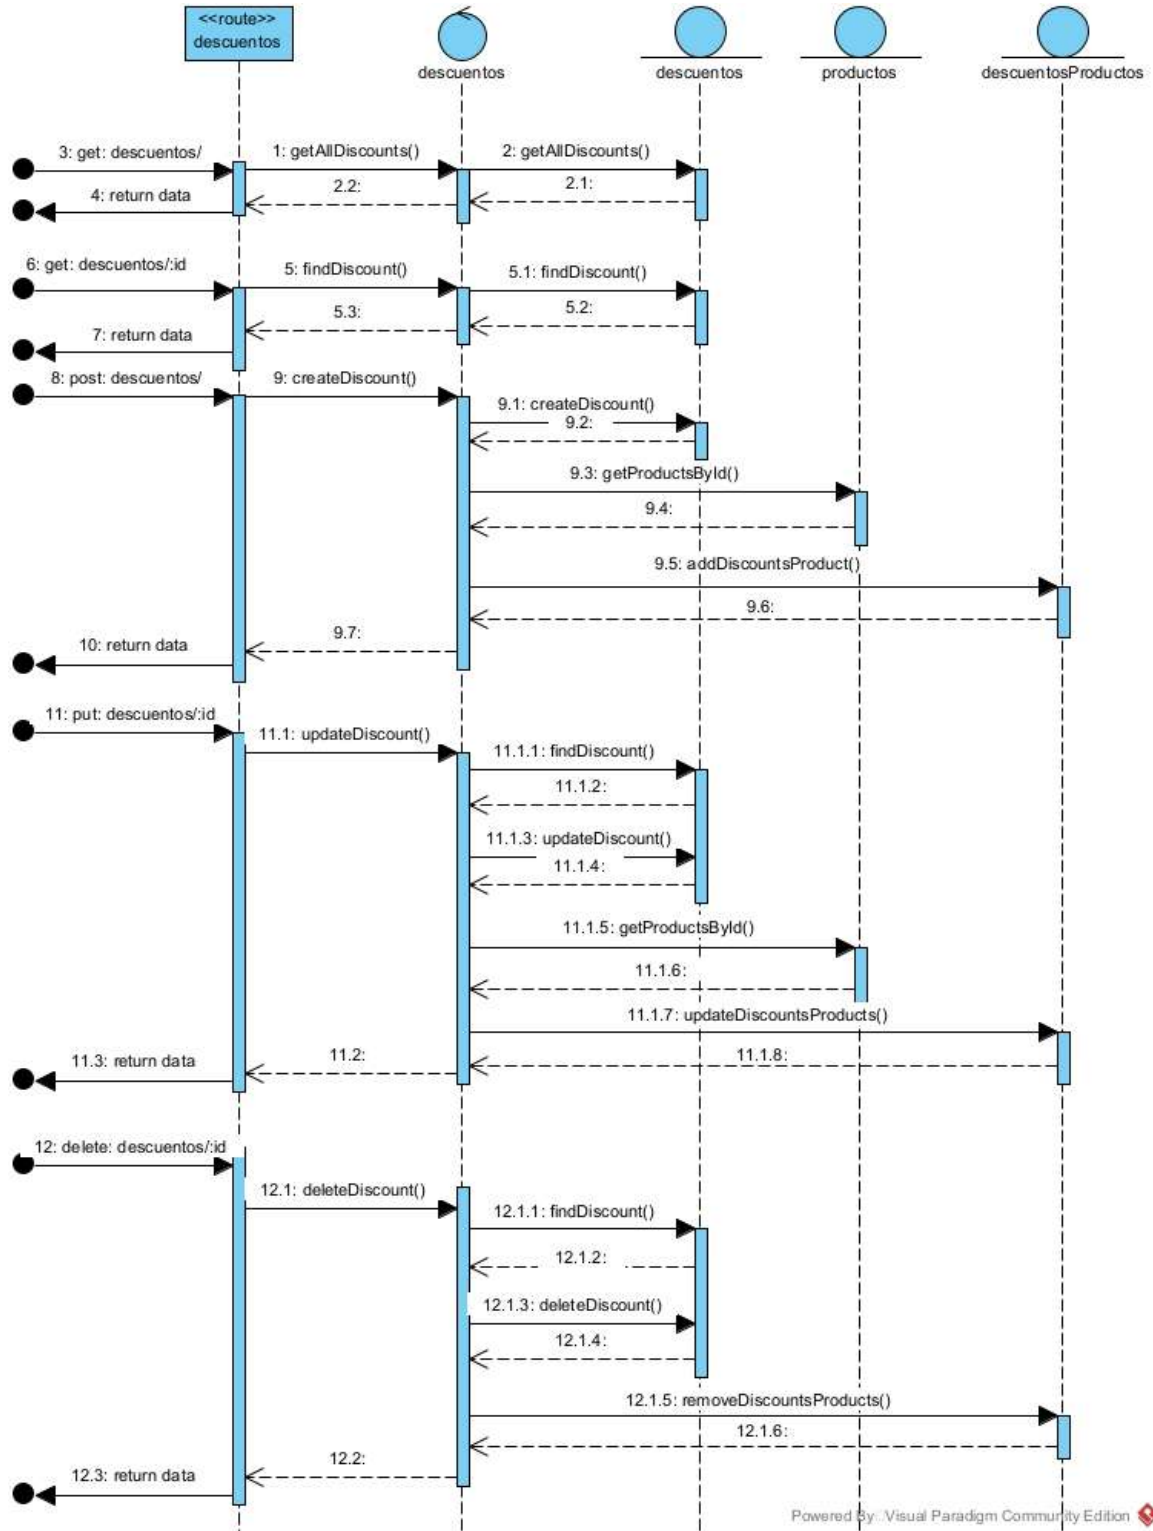 <<route>>
descuentos
descuentos
descuentos
productos
descuentosProductos
3: get: descuentos/
1: getAllDiscounts()
2: getAllDiscounts()
2.2:
2.1:
4: return data
6: get: descuentos/:id
5: findDiscount()
5.1: findDiscount()
5.3:
5.2:
7: return data
8: post: descuentos/
9: createDiscount()
9.1: createDiscount()
9.2:
9.3: getProductsById()
9.4:
9.5: addDiscountsProduct()
9.6:
9.7:
10: return data
11: put: descuentos/:id
11.1: updateDiscount()
11.1.1: findDiscount()
11.1.2:
11.1.3: updateDiscount()
11.1.4:
11.1.5: getProductsById()
11.1.6:
11.1.7: updateDiscountsProducts()
11.1.8:
11.2:
11.3: return data
12: delete: descuentos/:id
12.1: deleteDiscount()
12.1.1: findDiscount()
12.1.2:
12.1.3: deleteDiscount()
12.1.4:
12.1.5: removeDiscountsProducts()
12.1.6:
12.2:
12.3: return data
Powered By Visual Paradigm Community Edition